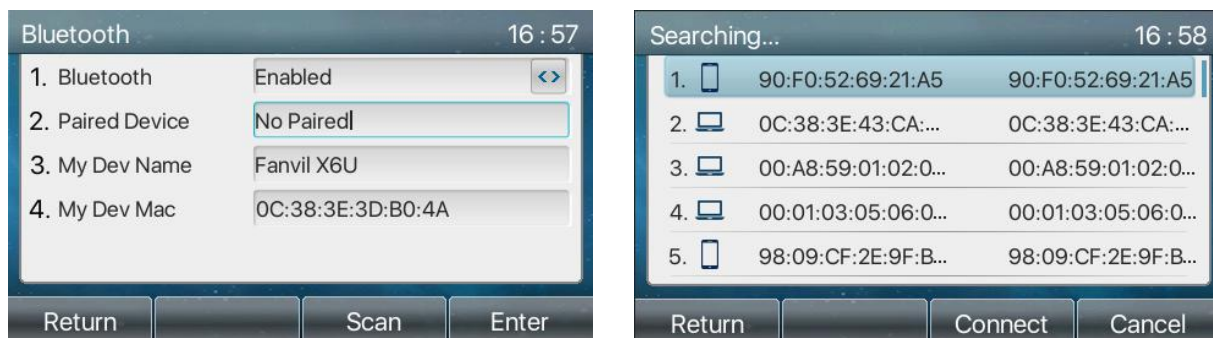 Bluetooth 16 : 57
1. Bluetooth Enabled <>
2. Paired Device No Paired
3. My Dev Name Fanvil X6U
4. My Dev Mac 0C:38:3E:3D:B0:4A
Return Scan Enter
Searching... 16 : 58
1. 90:F0:52:69:21:A5 90:F0:52:69:21:A5
2. 0C:38:3E:43:CA:... 0C:38:3E:43:CA:...
3. 00:A8:59:01:02:0... 00:A8:59:01:02:0...
4. 00:01:03:05:06:0... 00:01:03:05:06:0...
5. 98:09:CF:2E:9F:B... 98:09:CF:2E:9F:B...
Return Connect Cancel